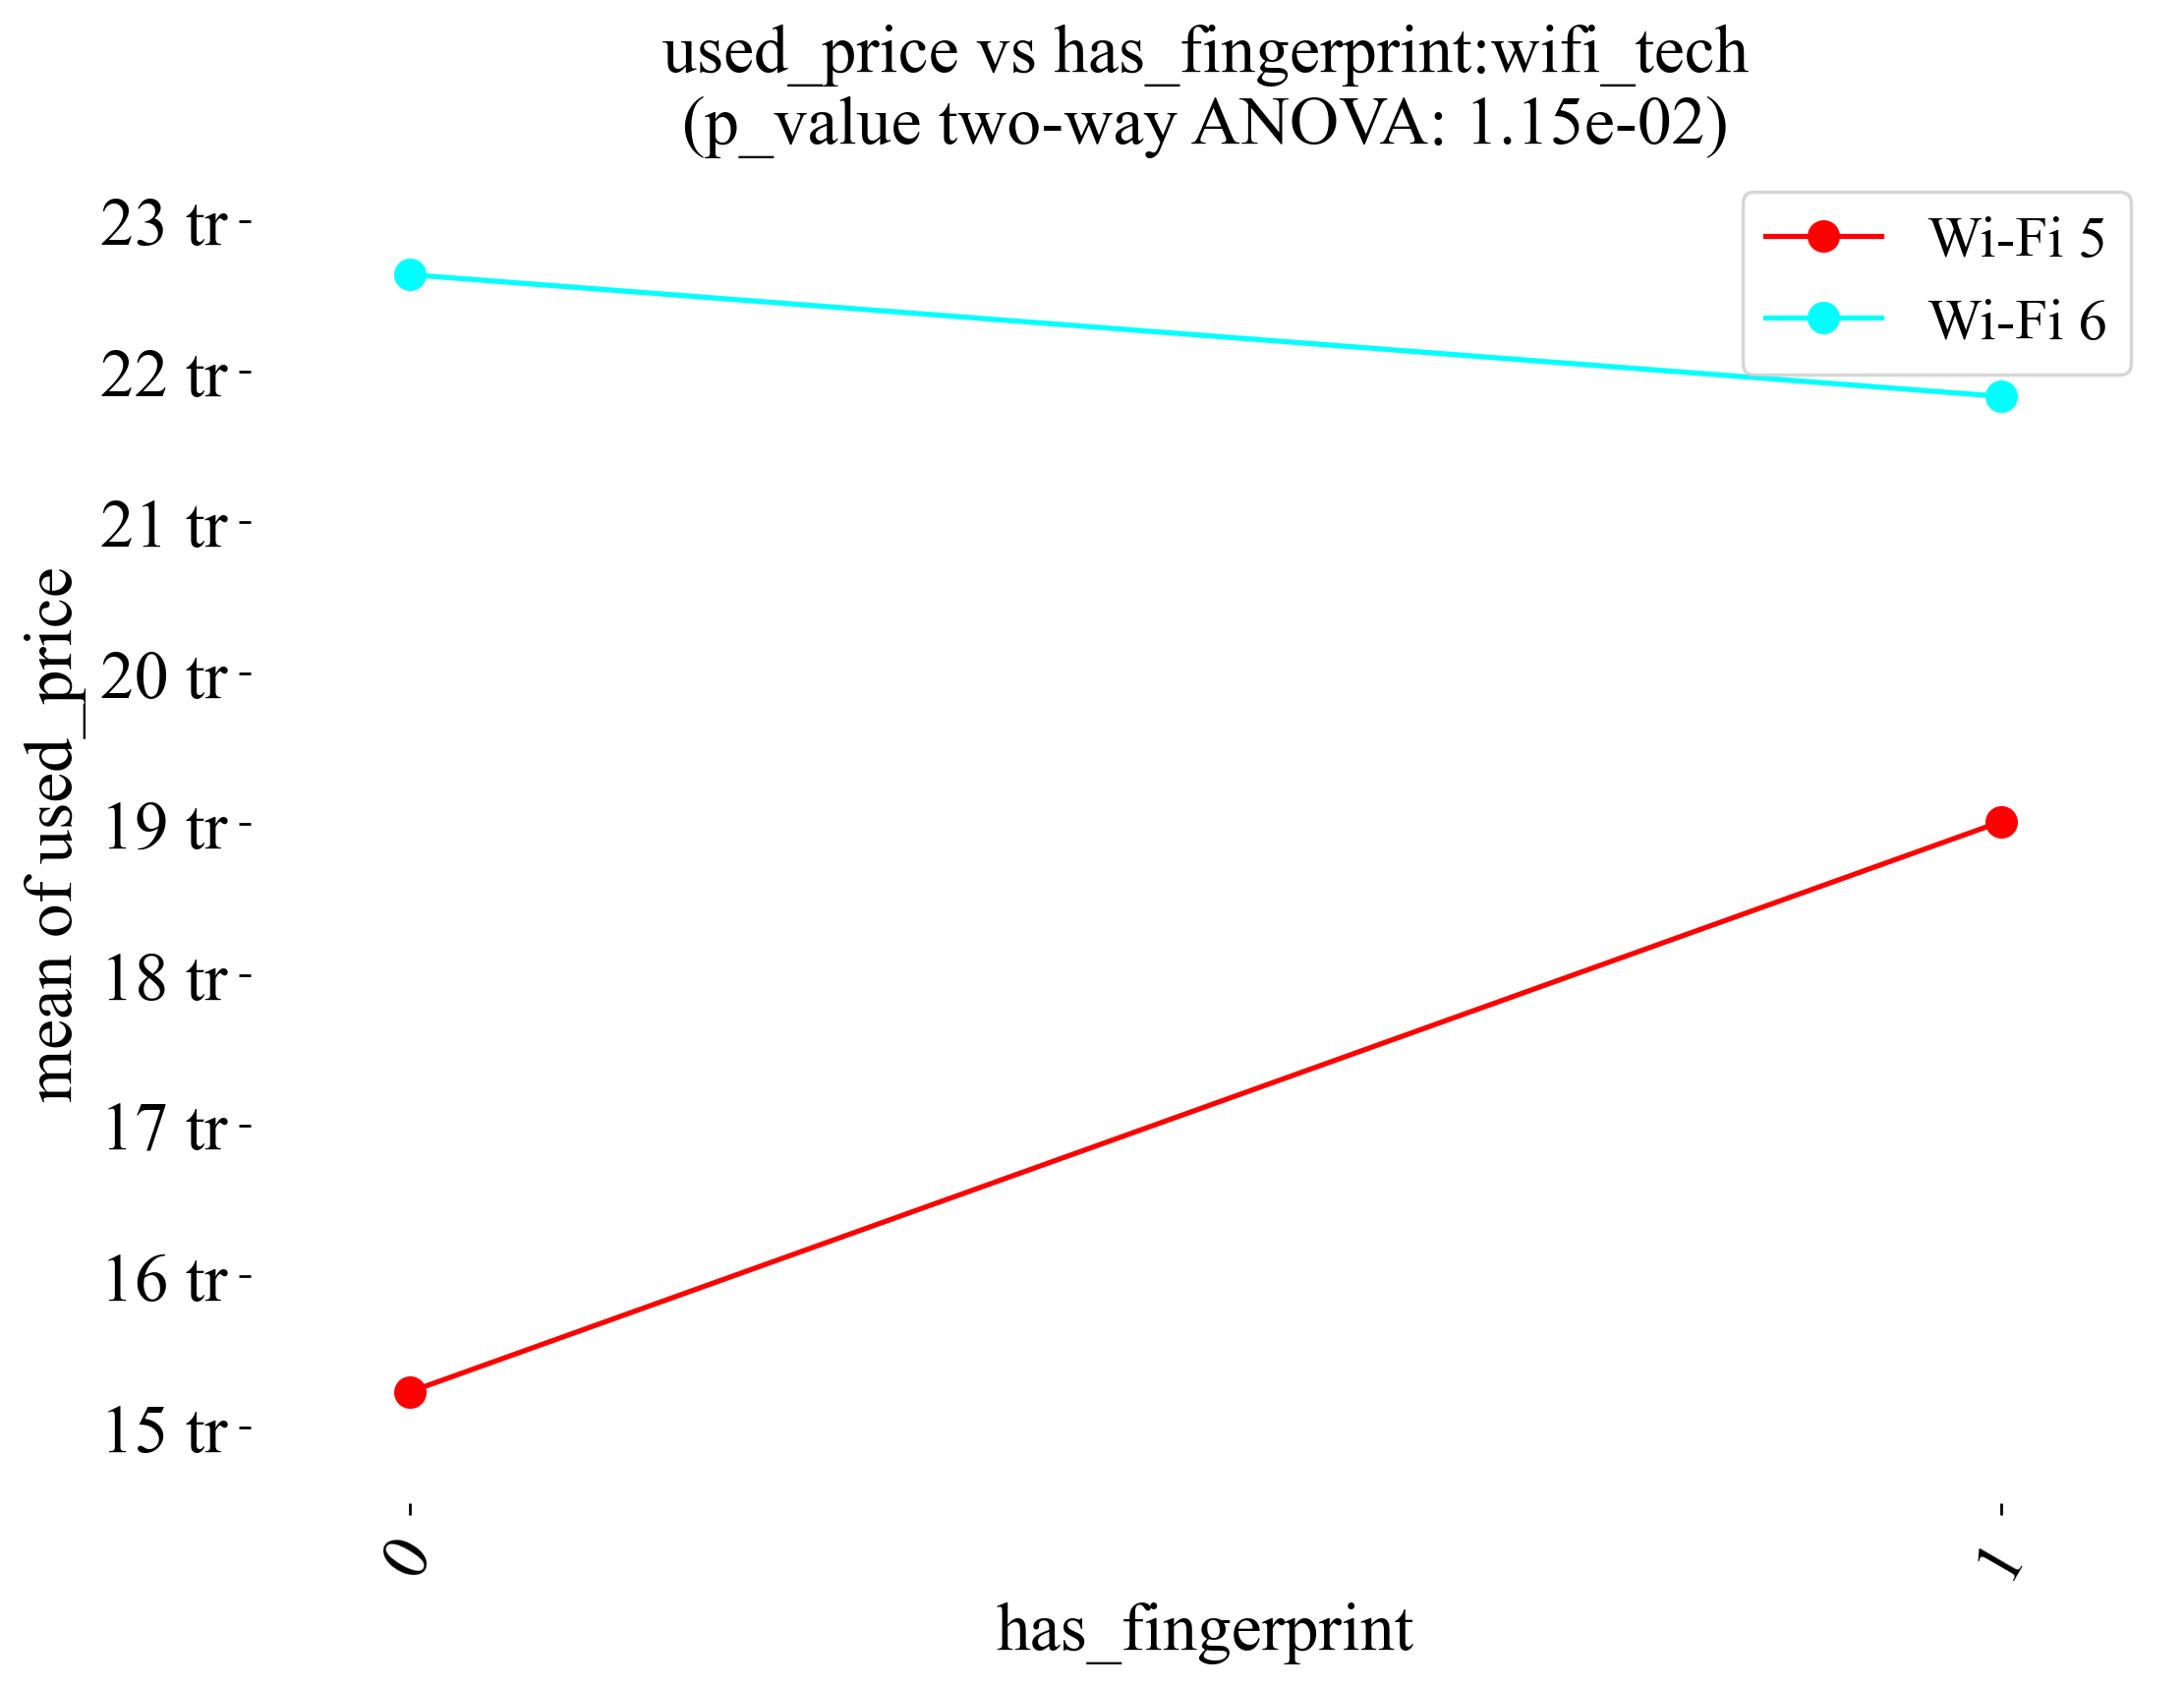 used_price vs has_fingerprint:wifi_tech
(p_value two-way ANOVA: 1.15e-02)
Wi-Fi 5
Wi-Fi 6
23 tr
22 tr
21 tr
20 tr
19 tr
18 tr
17 tr
16 tr
15 tr
mean of used_price
0
1
has_fingerprint